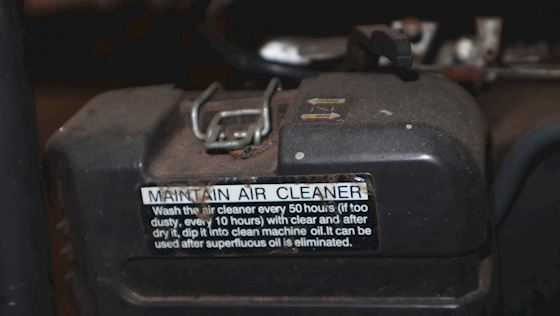 MAINTAIN AIR CLEANER
Wash the air cleaner every 50 hours (if too
dusty, every 10 hours) with clear and after
dry it, dip it into clean machine oil.It can be
used after superfluous oil is eliminated.